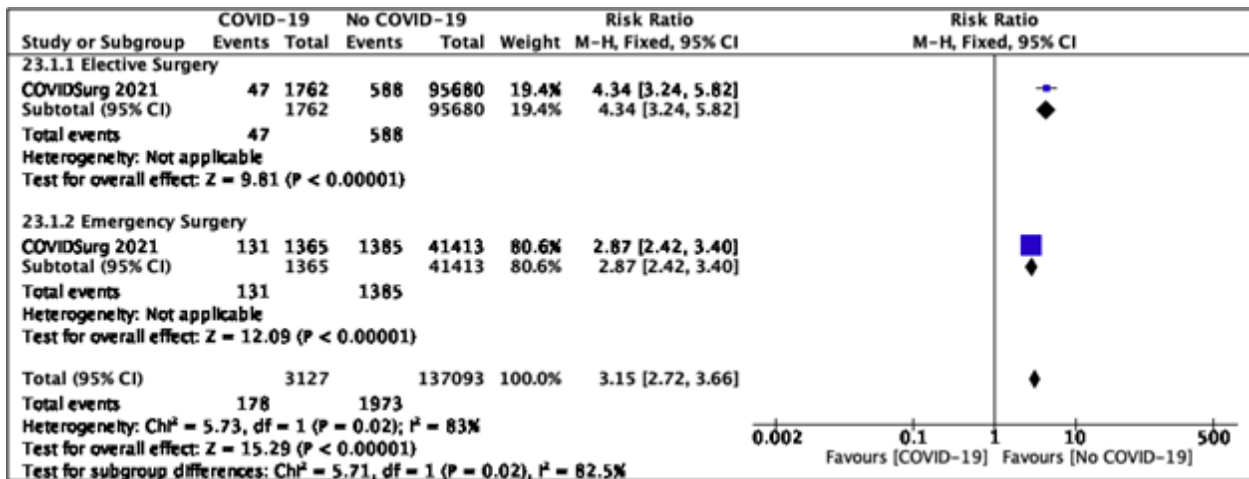 COVID-19 No COVID-19 Risk Ratio Risk Ratio
Study or Subgroup Events Total Events Total Weight M-H, Fixed, 95% CI M-H, Fixed, 95% CI
23.1.1 Elective Surgery
COVIDSurg 2021 47 1762 588 95680 19.4% 4.34 [3.24, 5.82]
Subtotal (95% CI) 1762 95680 19.4% 4.34 [3.24, 5.82]
Total events 47 588
Heterogeneity: Not applicable
Test for overall effect: Z = 9.81 (P < 0.00001)
23.1.2 Emergency Surgery
COVIDSurg 2021 131 1365 1385 41413 80.6% 2.87 [2.42, 3.40]
Subtotal (95% CI) 1365 41413 80.6% 2.87 [2.42, 3.40]
Total events 131 1385
Heterogeneity: Not applicable
Test for overall effect: Z = 12.09 (P < 0.00001)
Total (95% CI) 3127 137093 100.0% 3.15 [2.72, 3.66]
Total events 178 1973
Heterogeneity: Chi² = 5.73, df = 1 (P = 0.02); I² = 83%
Test for overall effect: Z = 15.29 (P < 0.00001)
Test for subgroup differences: Chi² = 5.71, df = 1 (P = 0.02), I² = 82.5%
0.002 0.1 1 10 500
Favours [COVID-19] Favours [No COVID-19]